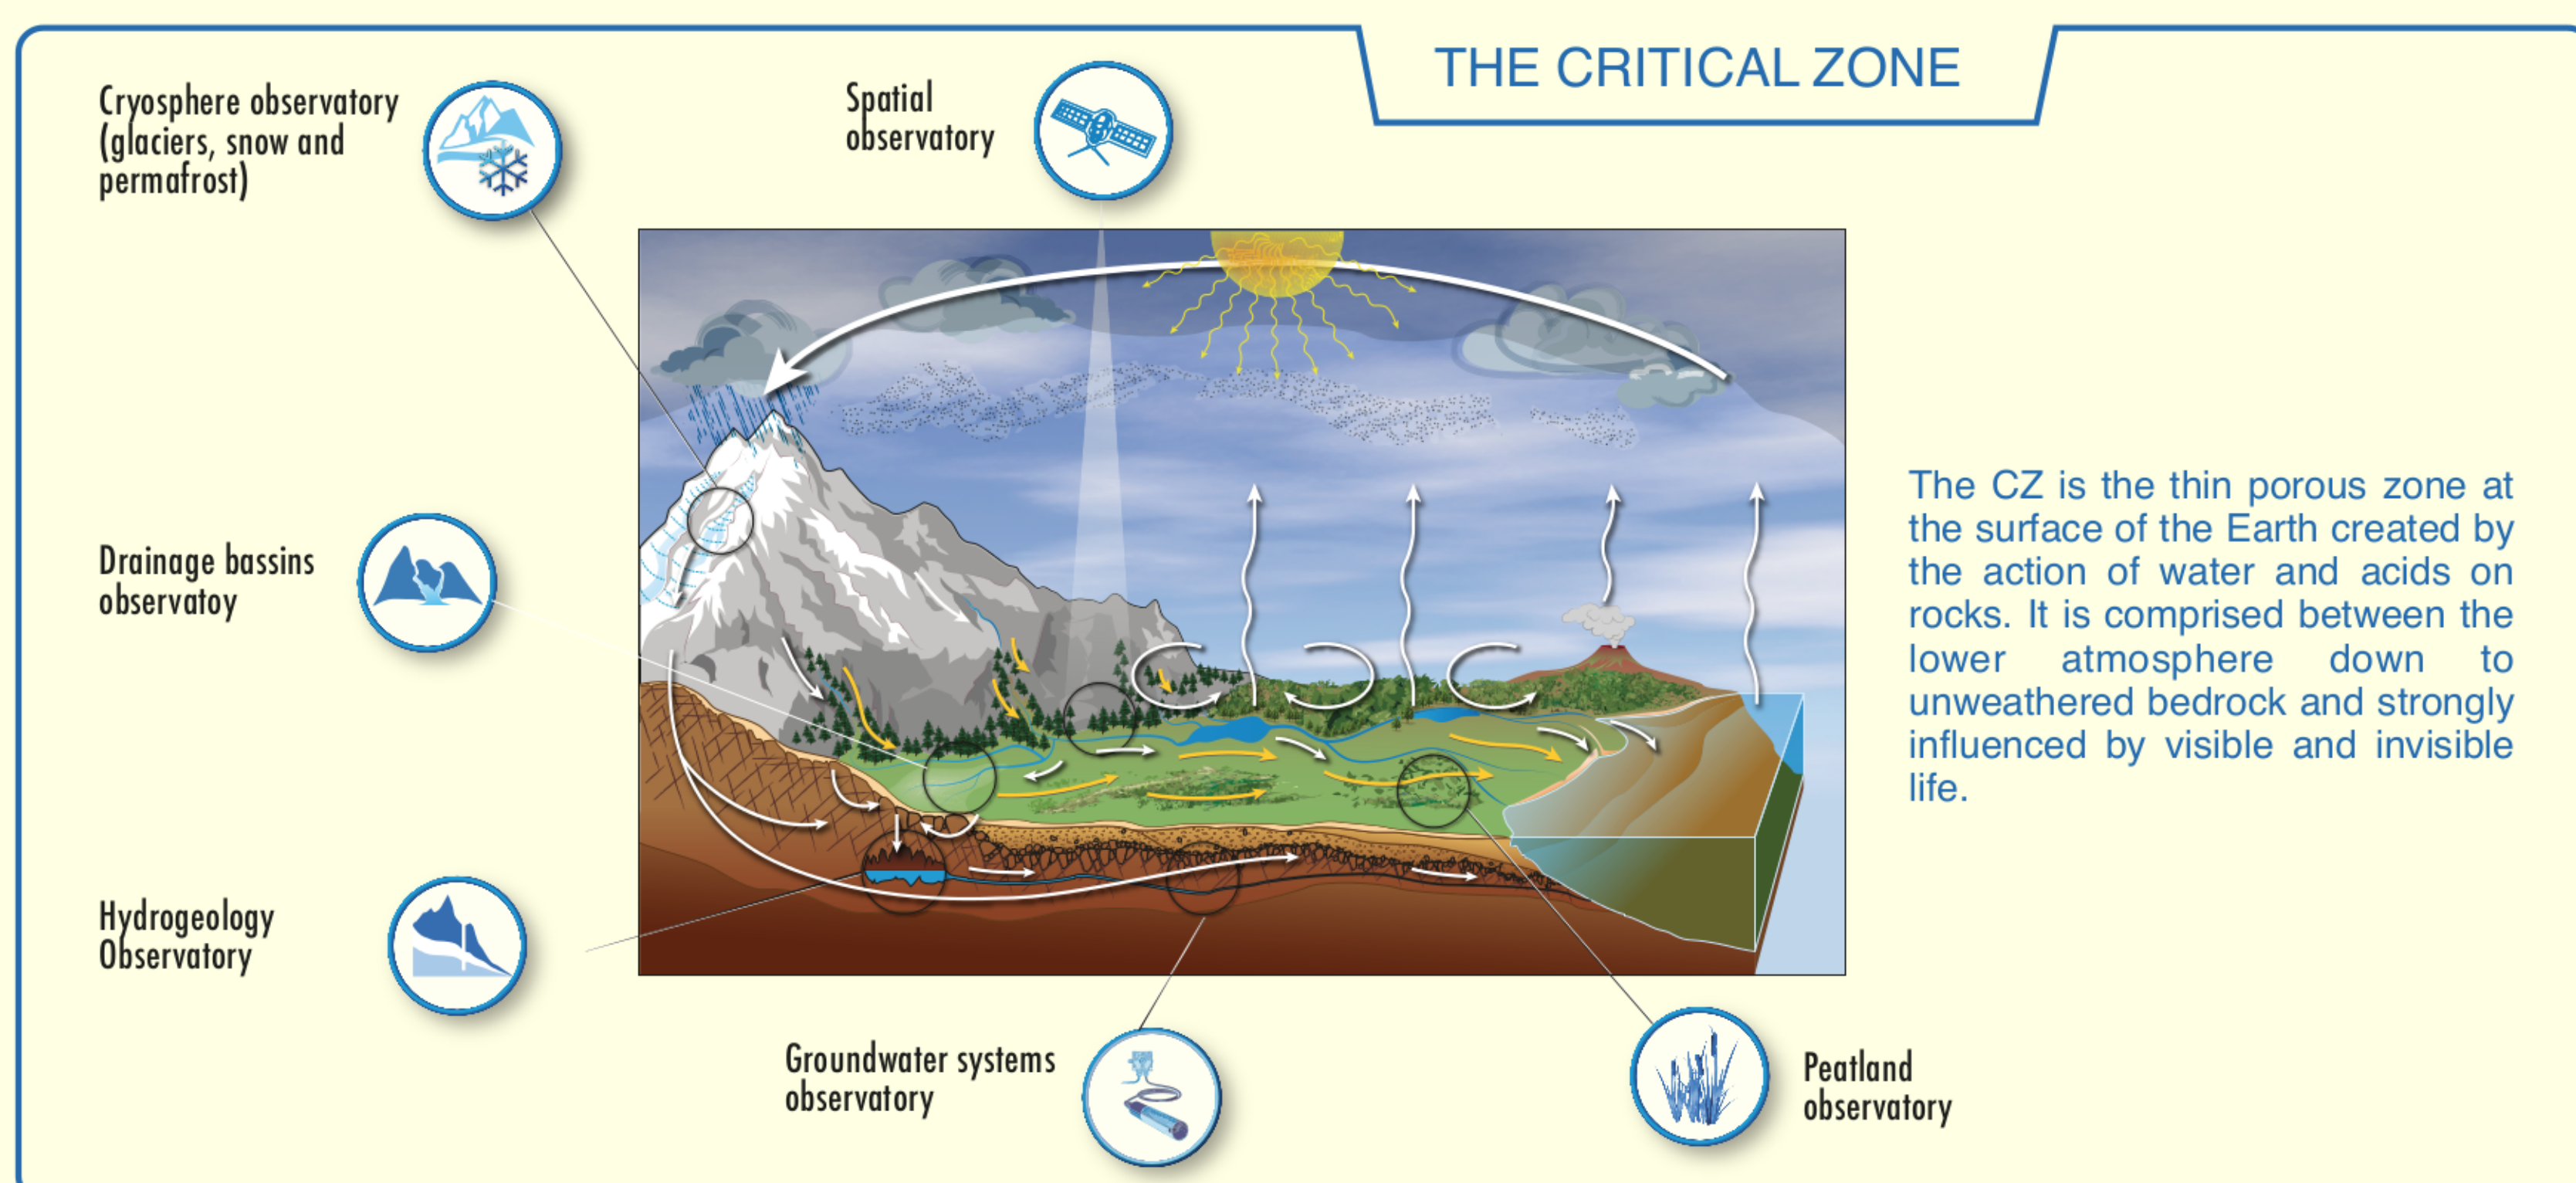 THE CRITICAL ZONE
Cryosphere observatory
(glaciers, snow and
permafrost)
Spatial
observatory
Drainage bassins
observatoy
Hydrogeology
Observatory
Groundwater systems
observatory
Peatland
observatory
The CZ is the thin porous zone at
the surface of the Earth created by
the action of water and acids on
rocks. It is comprised between the
lower atmosphere down to
unweathered bedrock and strongly
influenced by visible and invisible
life.